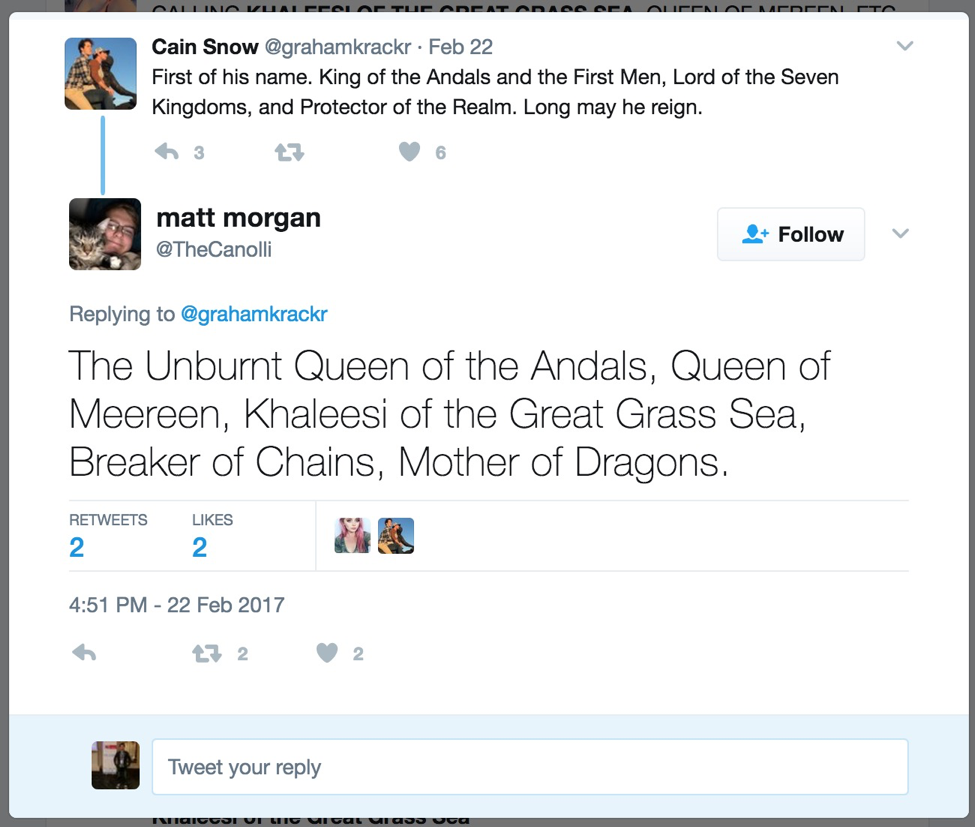 CALLING KHALEESI OF THE GREAT GRASS SEA, QUEEN OF MEREEN, ETC
Cain Snow @grahamkrackr · Feb 22
First of his name. King of the Andals and the First Men, Lord of the Seven
Kingdoms, and Protector of the Realm. Long may he reign.
3 6
matt morgan
@TheCanolli
Follow
Replying to @grahamkrackr
The Unburnt Queen of the Andals, Queen of
Meereen, Khaleesi of the Great Grass Sea,
Breaker of Chains, Mother of Dragons.
RETWEETS LIKES
2 2
4:51 PM - 22 Feb 2017
2 2
Tweet your reply
Khaleesi of the Great Grass Sea